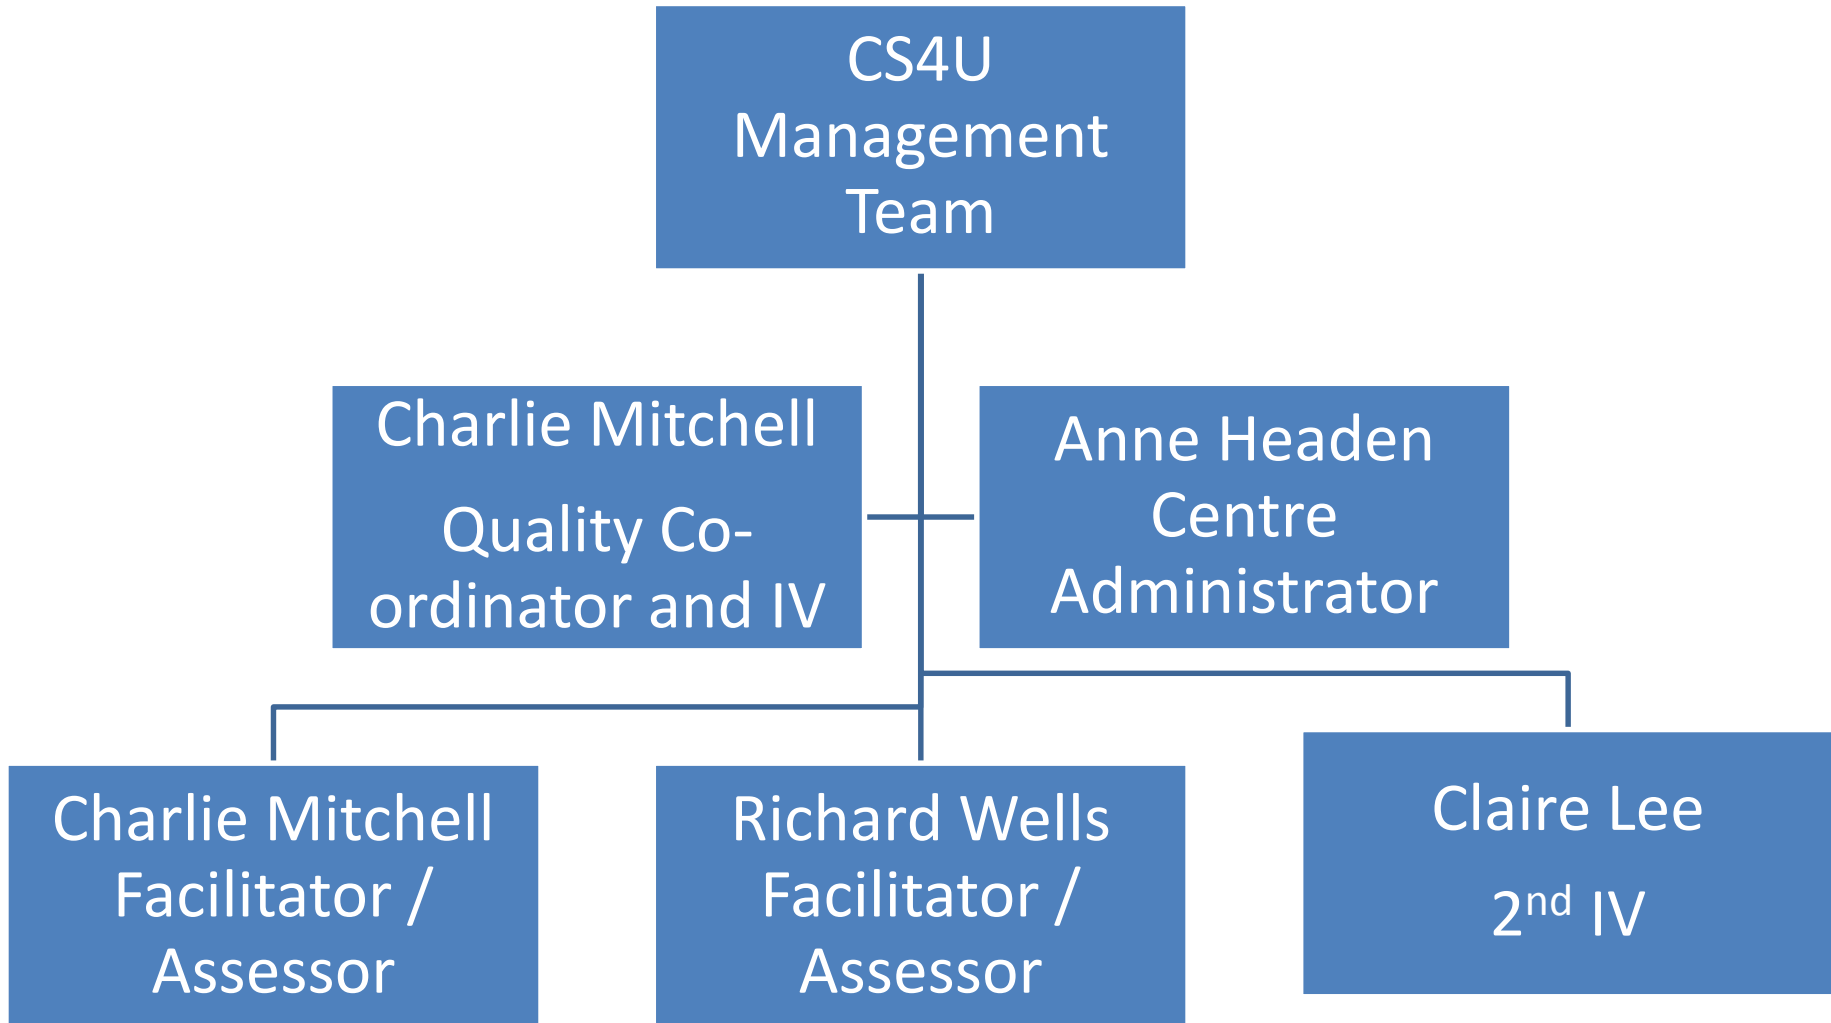 CS4U
Management
Team
Charlie Mitchell
Quality Co-
ordinator and IV
Anne Headen
Centre
Administrator
Charlie Mitchell
Facilitator /
Assessor
Richard Wells
Facilitator /
Assessor
Claire Lee
2nd IV